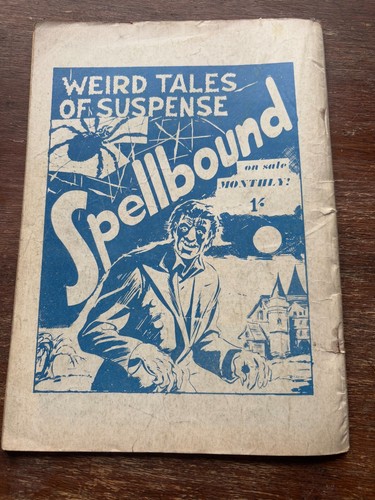 WEIRD TALES
OF SUSPENSE
Spellbound
on sale
MONTHLY!
1/-